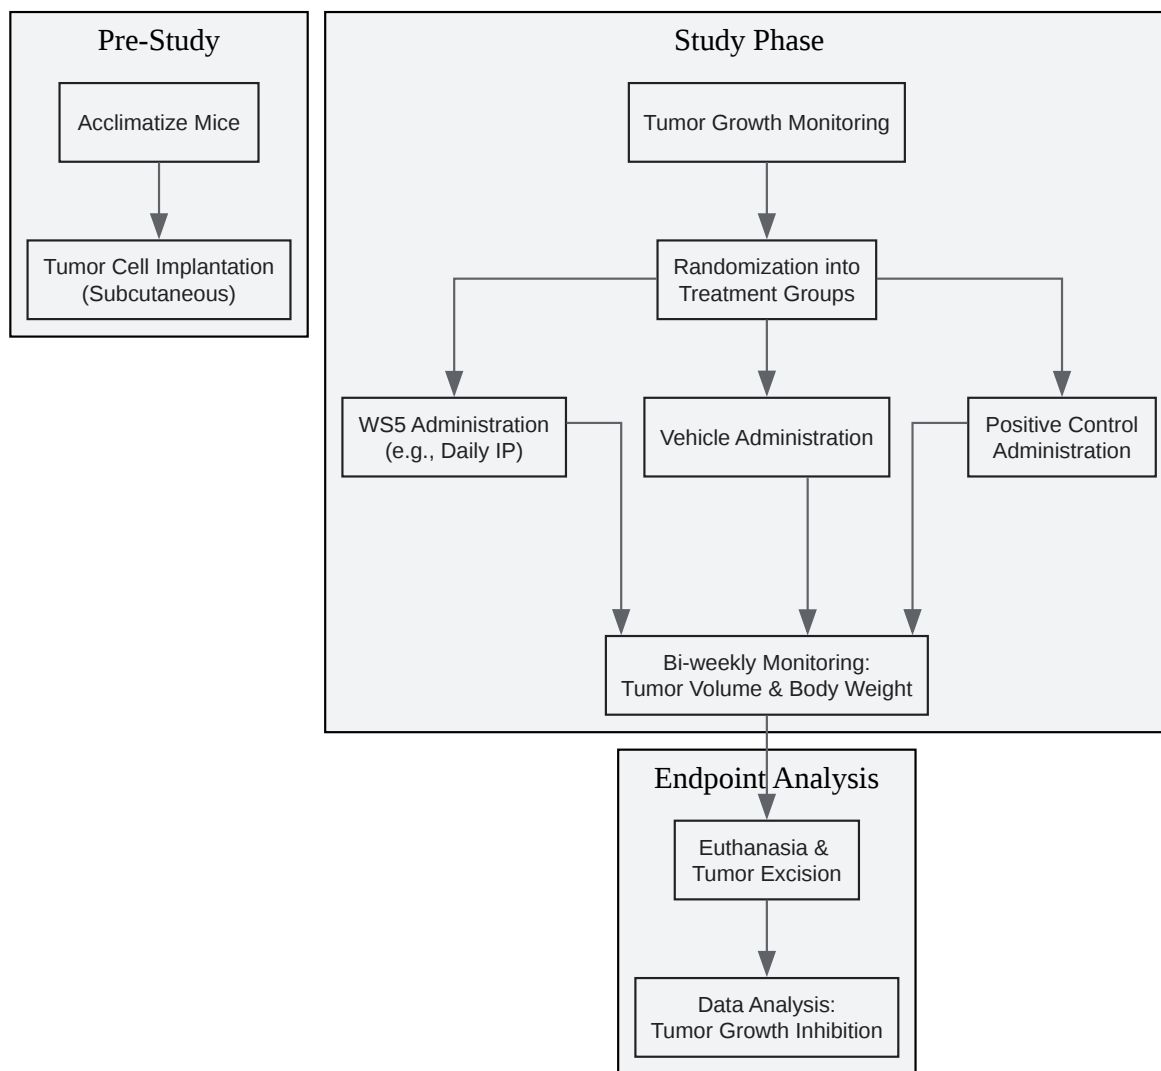 Pre-Study
Acclimatize Mice
Tumor Cell Implantation
(Subcutaneous)
Study Phase
Tumor Growth Monitoring
Randomization into
Treatment Groups
WS5 Administration
(e.g., Daily IP)
Vehicle Administration
Positive Control
Administration
Bi-weekly Monitoring:
Tumor Volume & Body Weight
Endpoint Analysis
Euthanasia &
Tumor Excision
Data Analysis:
Tumor Growth Inhibition